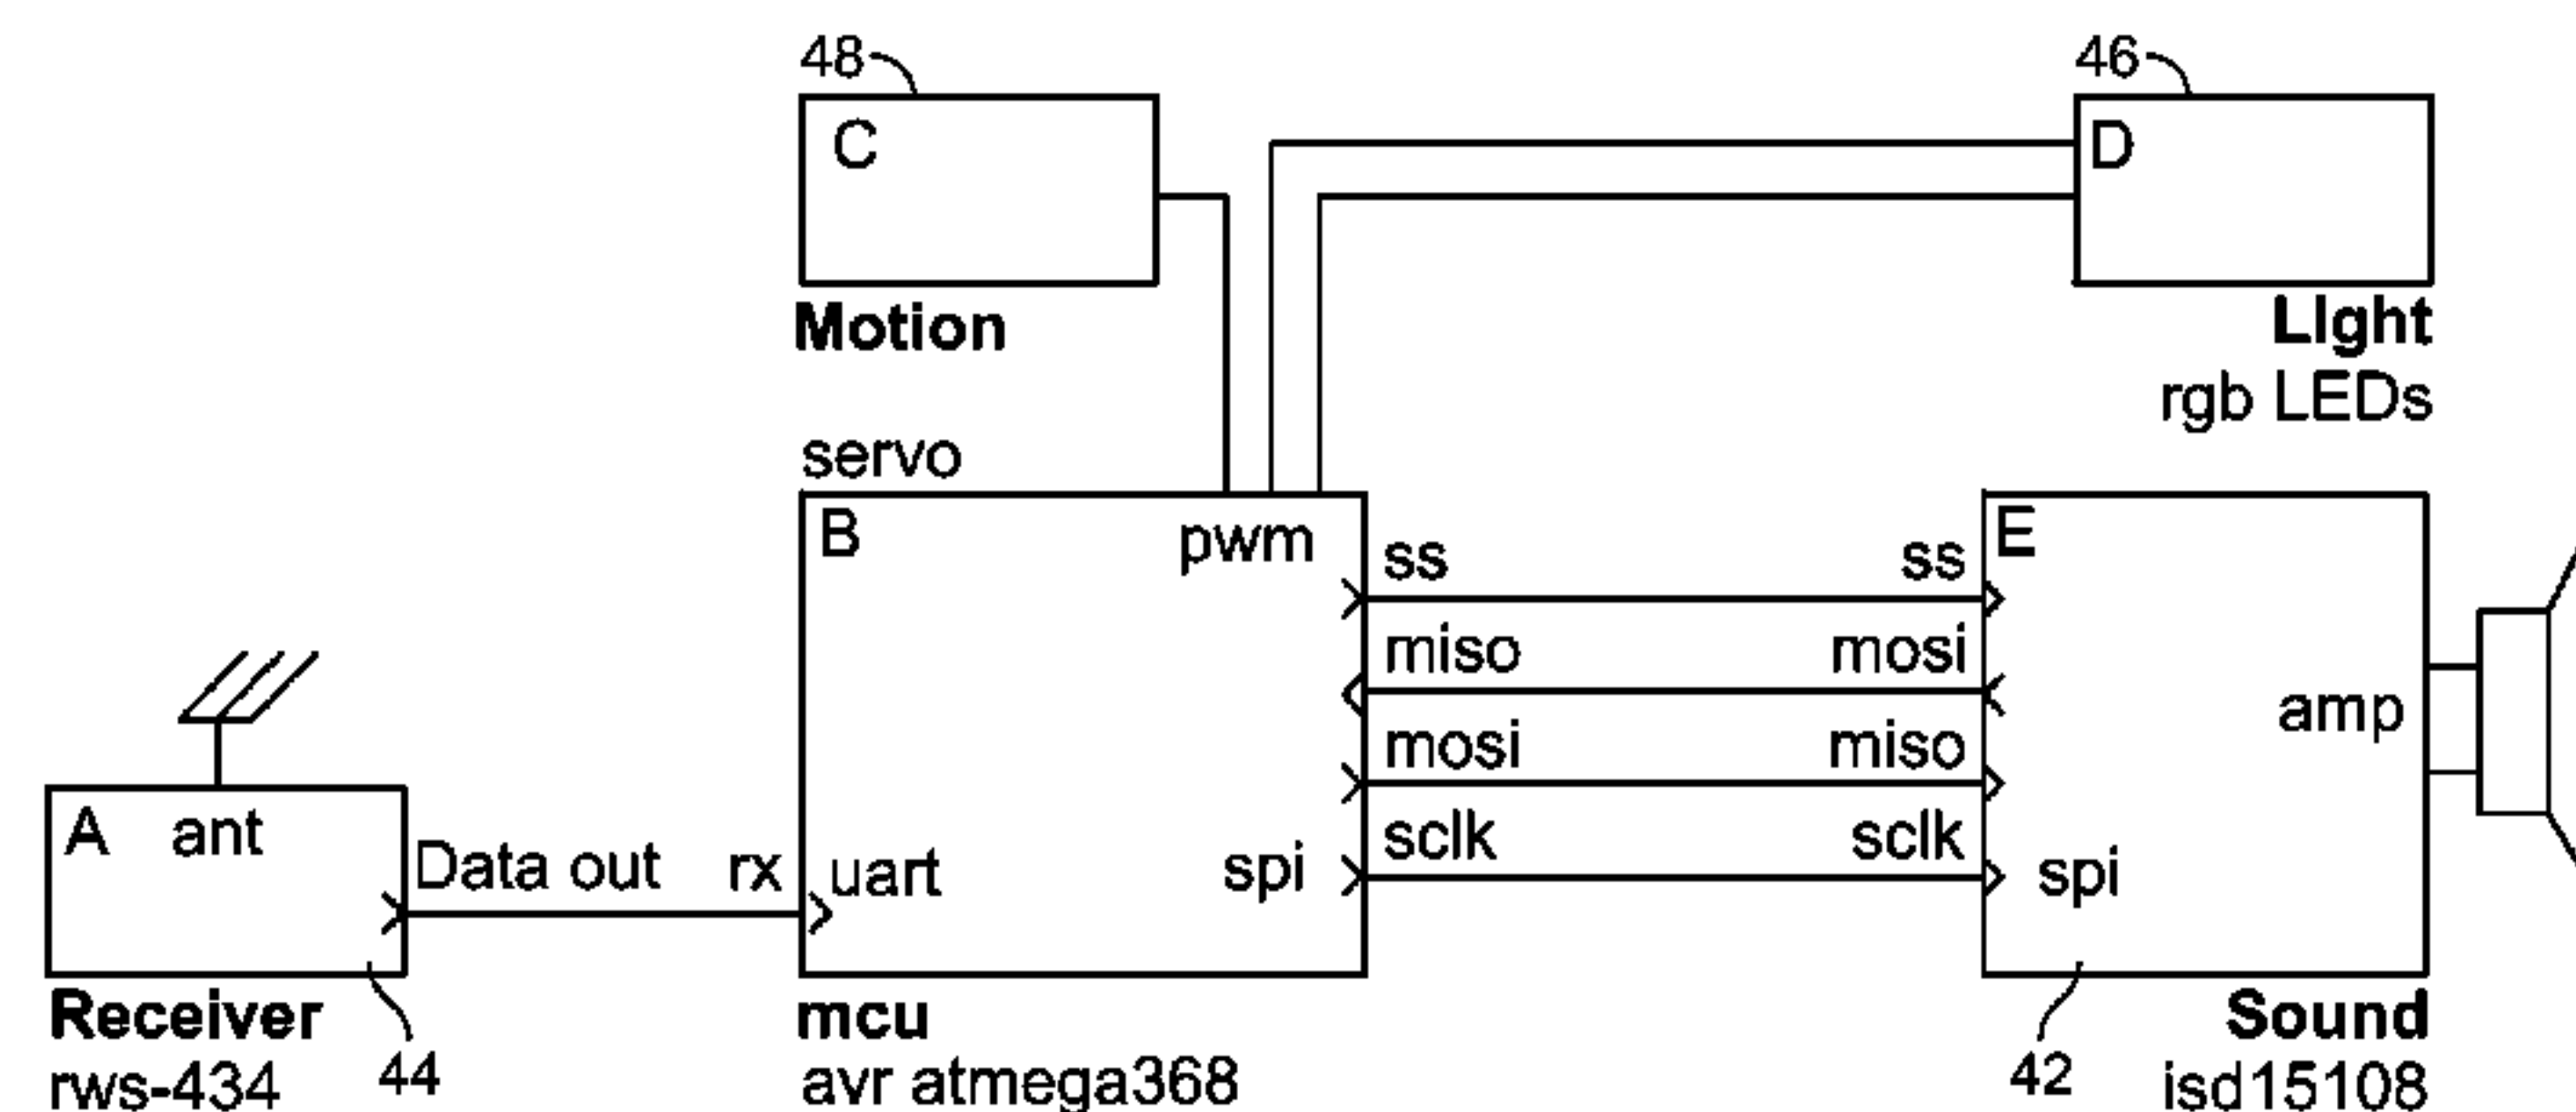 48
46
C
D
Motion
LIght
rgb LEDs
servo
B
pwm
ss
ss
E
miso
mosi
amp
mosi
miso
A ant
sclk
sclk
Data out
rx
uart
spi
spi
Receiver
rws-434
44
mcu
avr atmega368
42
Sound
isd15108